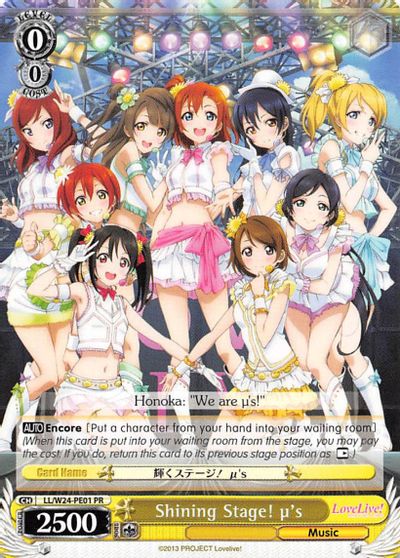 LEVEL
0
0
COST
Honoka: "We are μ's!"
AUTO Encore [Put a character from your hand into your waiting room]
(When this card is put into your waiting room from the stage, you may pay
the cost. If you do, return this card to its previous stage position as ).
Card Name 輝くステージ! μ's
CH LL/W24-PE01 PR
POWER 2500 SOUL
Shining Stage! μ's
LoveLive!
Music
©2013 PROJECT Lovelive!